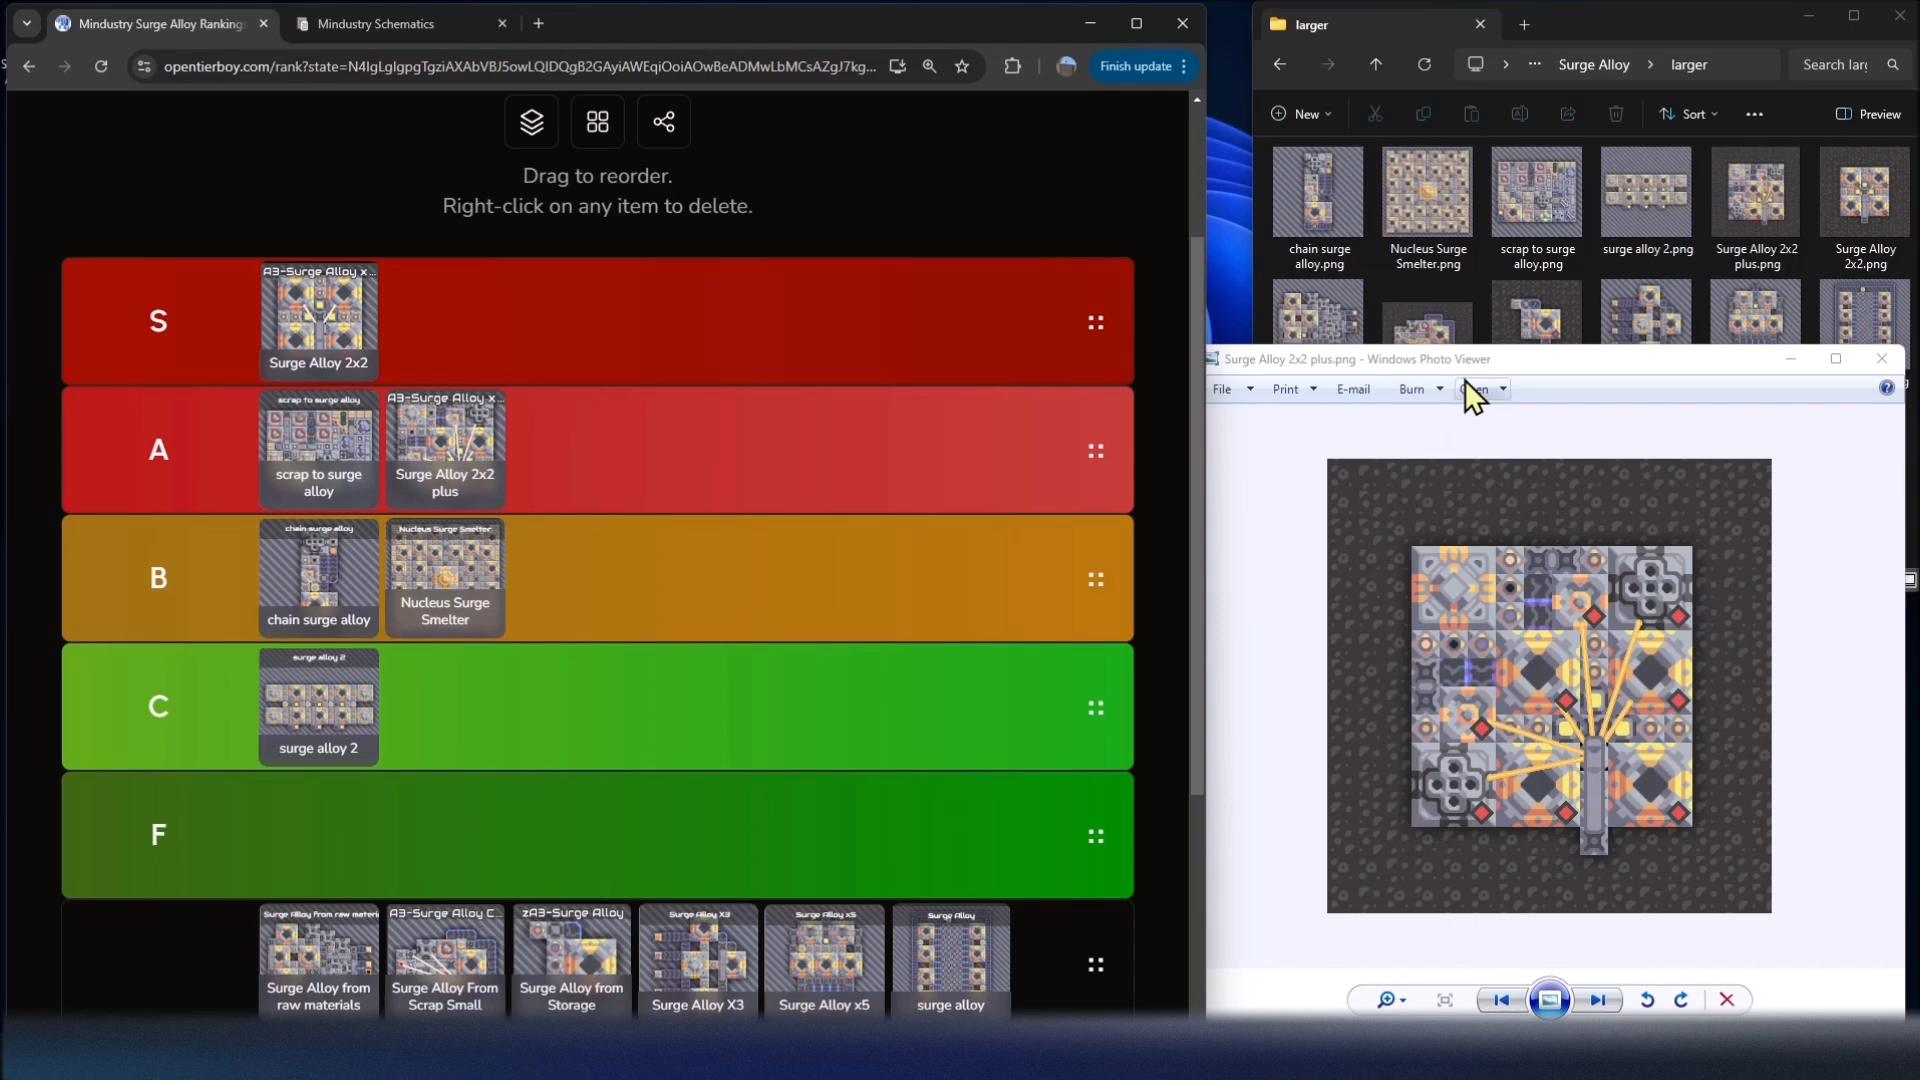 Mindustry Surge Alloy Ranking
Mindustry Schematics
opentierboy.com/rank?state=N4IgLgIgpgTgziAXAbVBJ5owLQIDQgB2GAyiAWEqiOoiAOwBeADMwLbMCsAZgJ7kg...
Finish update
Drag to reorder.
Right-click on any item to delete.
S
A3-Surge Alloy x...
Surge Alloy 2x2
A
scrap to surge alloy
scrap to surge
alloy
A3-Surge Alloy x...
Surge Alloy 2x2
plus
B
chain surge alloy
chain surge alloy
Nucleus Surge Smelter
Nucleus Surge
Smelter
C
surge alloy 2
surge alloy 2
F
Surge Alloy from raw materi
Surge Alloy from
raw materials
A3-Surge Alloy C...
Surge Alloy From
Scrap Small
zA3-Surge Alloy
Surge Alloy from
Storage
Surge Alloy X3
Surge Alloy X3
Surge Alloy x5
Surge Alloy x5
Surge Alloy
surge alloy
larger
Surge Alloy
larger
Search
New
Sort
Preview
chain surge
alloy.png
Nucleus Surge
Smelter.png
scrap to surge
alloy.png
surge alloy 2.png
Surge Alloy 2x2
plus.png
Surge Alloy
2x2.png
Surge Alloy 2x2 plus.png - Windows Photo Viewer
File
Print
E-mail
Burn